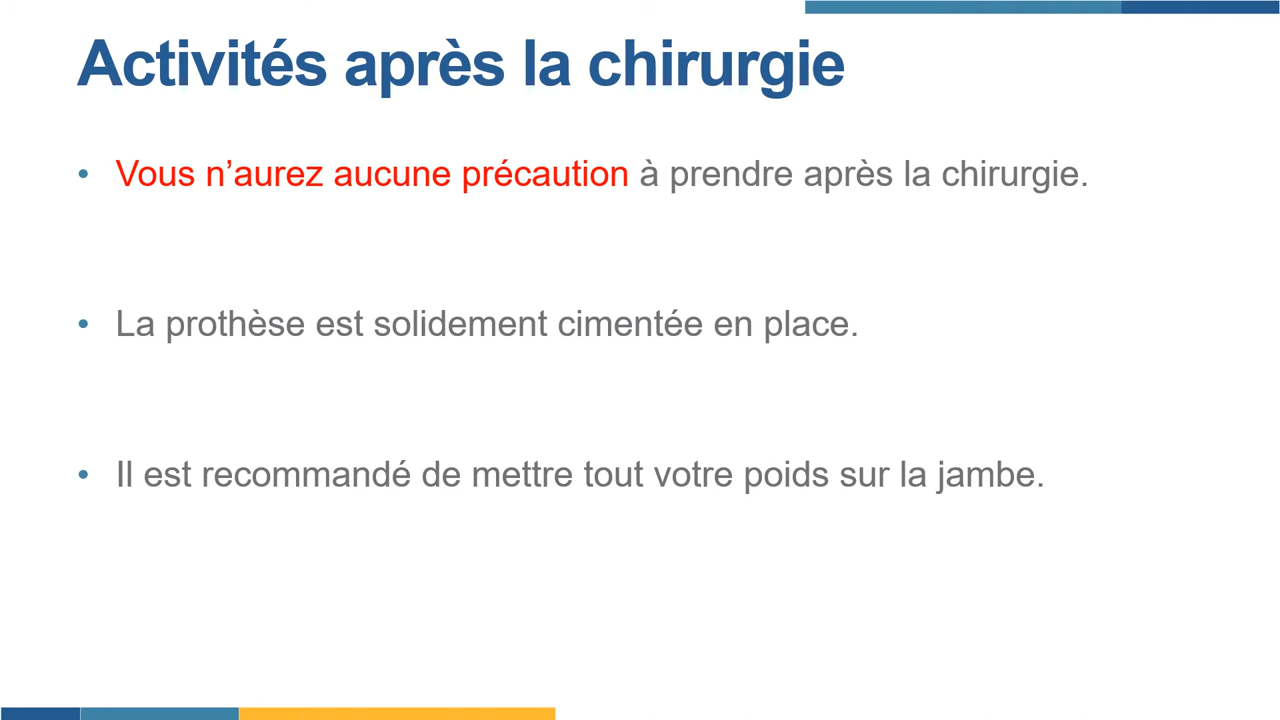 Activités après la chirurgie
• Vous n’aurez aucune précaution à prendre après la chirurgie.
• La prothèse est solidement cimentée en place.
• Il est recommandé de mettre tout votre poids sur la jambe.